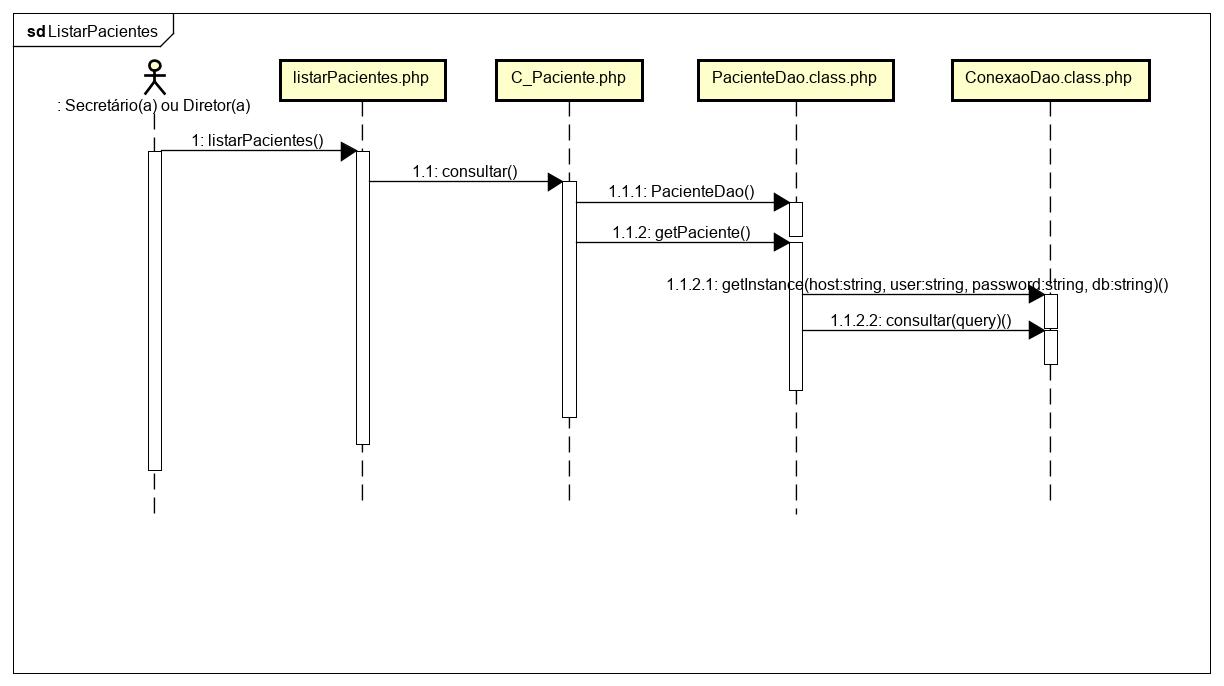 sd ListarPacientes
: Secretário(a) ou Diretor(a)
listarPacientes.php
C_Paciente.php
PacienteDao.class.php
ConexaoDao.class.php
1: listarPacientes()
1.1: consultar()
1.1.1: PacienteDao()
1.1.2: getPaciente()
1.1.2.1: getInstance(host:string, user:string, password:string, db:string)()
1.1.2.2: consultar(query)()